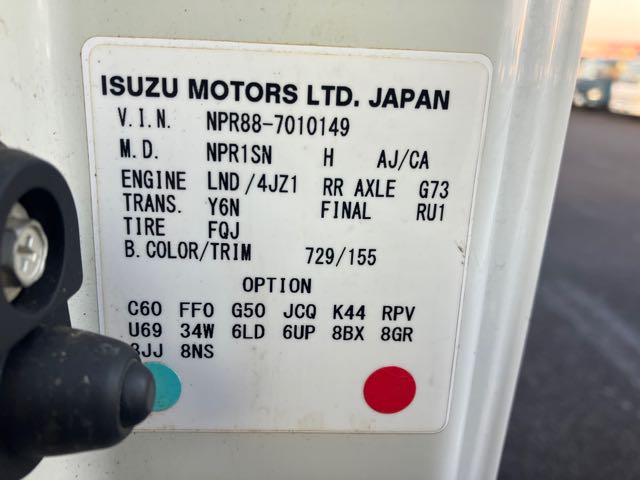 ISUZU MOTORS LTD. JAPAN
V.I.N. NPR88-7010149
M.D. NPR1SN H AJ/CA
ENGINE LND/4JZ1 RR AXLE G73
TRANS. Y6N FINAL RU1
TIRE FQJ
B.COLOR/TRIM 729/155
OPTION
C60 FF0 G50 JCQ K44 RPV
U69 34W 6LD 6UP 8BX 8GR
8NS